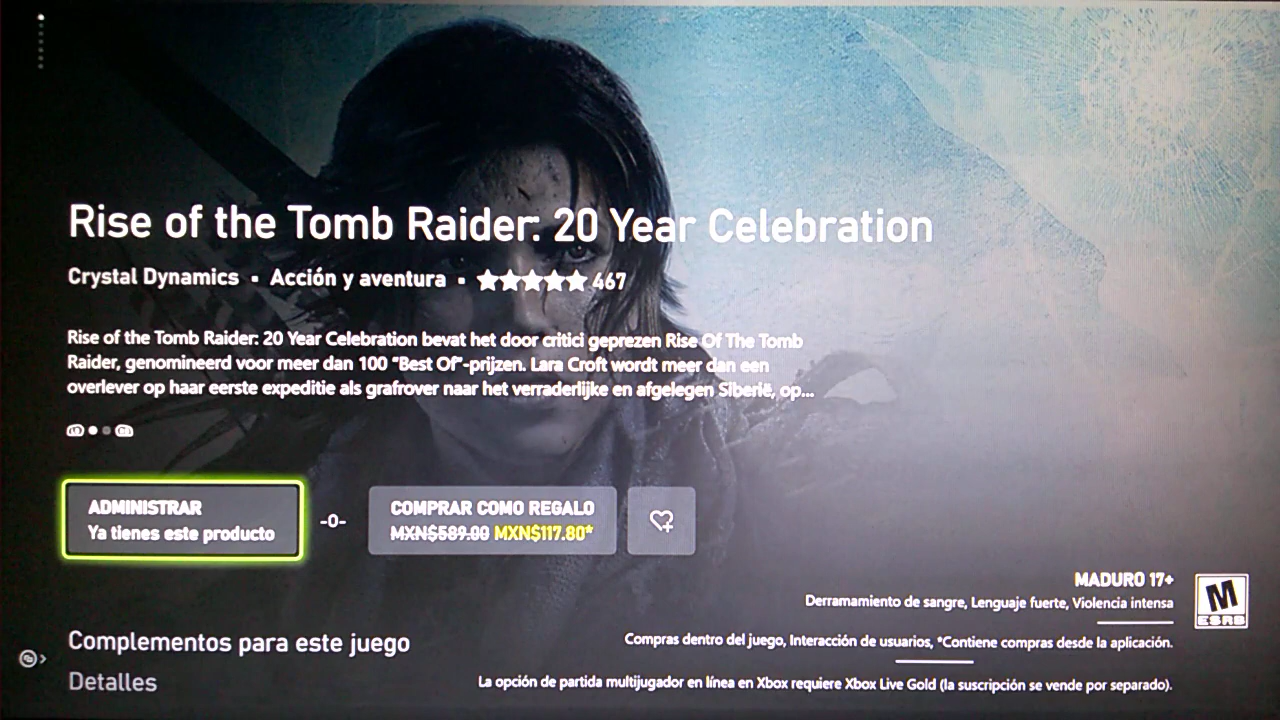 Rise of the Tomb Raider: 20 Year Celebration
Crystal Dynamics ▪ Acción y aventura ▪ ★★★★★ 467
Rise of the Tomb Raider: 20 Year Celebration bevat het door critici geprezen Rise Of The Tomb
Raider, genomineerd voor meer dan 100 "Best Of"-prijzen. Lara Croft wordt meer dan een
overlever op haar eerste expeditie als grafrover naar het verraderlijke en afgelegen Siberië, op...
ADMINISTRAR
Ya tienes este producto
-O-
COMPRAR COMO REGALO
MXN$589.00 MXN$117.80*
MADURO 17+
Derramamiento de sangre, Lenguaje fuerte, Violencia intensa
M
ESRB
Compras dentro del juego, Interacción de usuarios, *Contiene compras desde la aplicación.
La opción de partida multijugador en línea en Xbox requiere Xbox Live Gold (la suscripción se vende por separado).
Complementos para este juego
Detalles